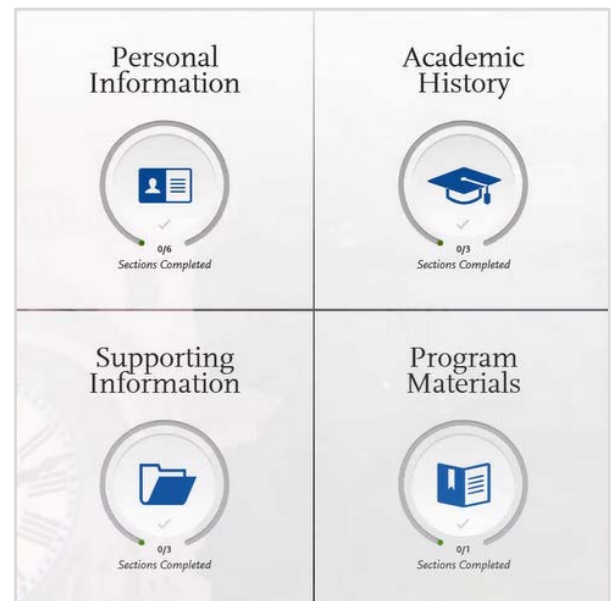 Personal
Information
0/6
Sections Completed
Academic
History
0/3
Sections Completed
Supporting
Information
0/3
Sections Completed
Program
Materials
0/1
Sections Completed